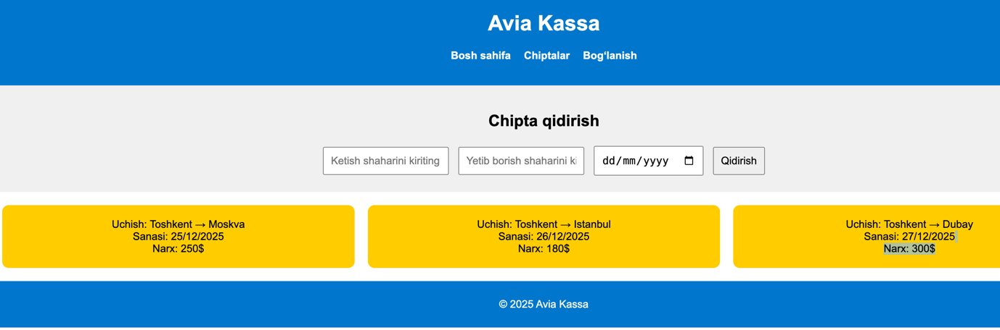 Avia Kassa
Bosh sahifa Chiptalar Bog‘lanish
Chipta qidirish
Ketish shaharini kiriting Yetib borish shaharini ki dd/mm/yyyy Qidirish
Uchish: Toshkent → Moskva
Sanasi: 25/12/2025
Narx: 250$
Uchish: Toshkent → Istanbul
Sanasi: 26/12/2025
Narx: 180$
Uchish: Toshkent → Dubay
Sanasi: 27/12/2025
Narx: 300$
© 2025 Avia Kassa